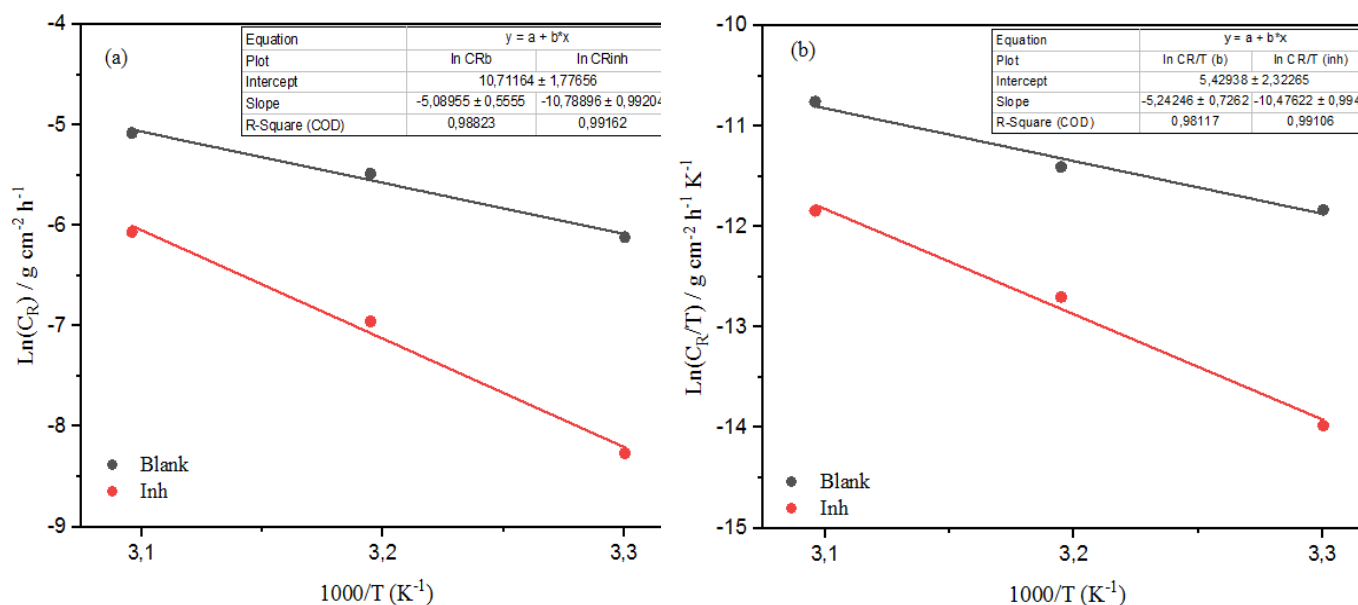 (a)
Equation y = a + b*x
Plot ln CRb ln CRinh
Intercept 10,71164 ± 1,77656
Slope -5,08955 ± 0,5555 -10,78896 ± 0,99204
R-Square (COD) 0,98823 0,99162
-4
-5
-6
-7
-8
-9
Ln(CR) / g cm-2 h-1
Blank
Inh
3,1 3,2 3,3
1000/T (K-1)
(b)
Equation y = a + b*x
Plot ln CR/T (b) ln CR/T (inh)
Intercept 5,42938 ± 2,32265
Slope -5,24246 ± 0,7262 -10,47622 ± 0,994
R-Square (COD) 0,98117 0,99106
-10
-11
-12
-13
-14
-15
Ln(CR/T) / g cm-2 h-1 K-1
Blank
Inh
3,1 3,2 3,3
1000/T (K-1)